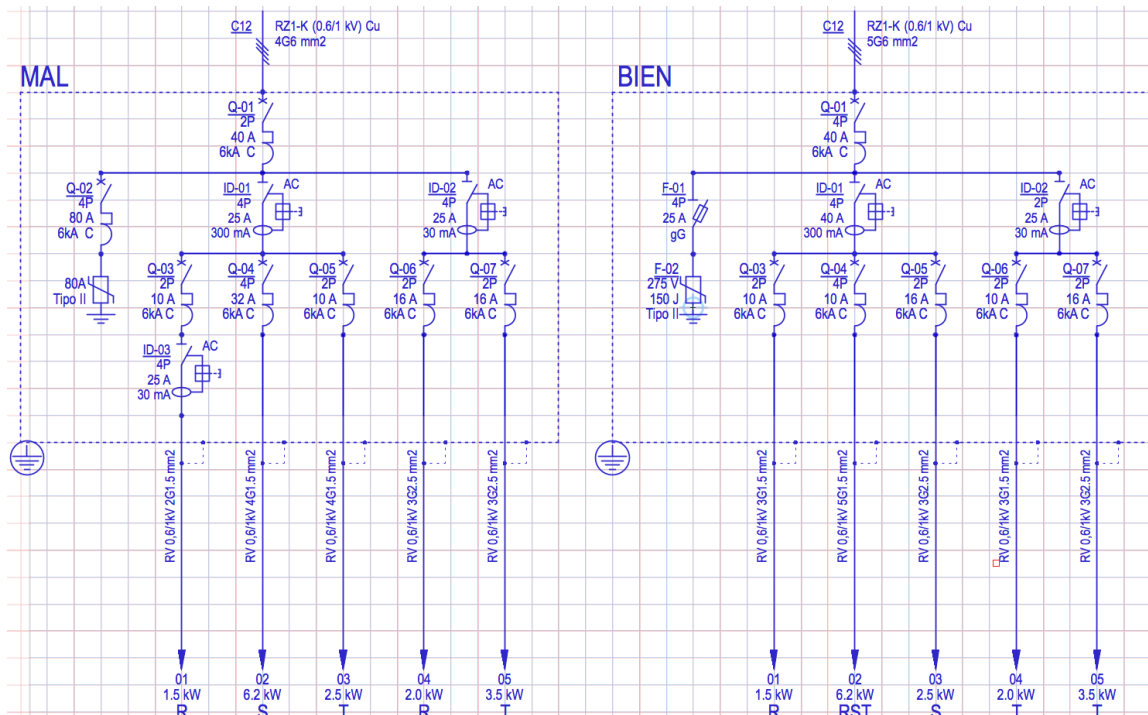 MAL
C12
RZ1-K (0.6/1 kV) Cu
4G6 mm2
Q-01
2P
40 A
6kA C
Q-02
4P
80 A
6kA C
80A
Tipo II
ID-01
AC
4P
25 A
300 mA
ID-02
AC
4P
25 A
30 mA
Q-03
2P
10 A
6kA C
Q-04
4P
32 A
6kA C
Q-05
2P
10 A
6kA C
Q-06
2P
16 A
6kA C
Q-07
2P
16 A
6kA C
ID-03
AC
4P
25 A
30 mA
RV 0,6/1kV 2G1.5 mm2
RV 0,6/1kV 4G1.5 mm2
RV 0,6/1kV 4G1.5 mm2
RV 0,6/1kV 3G2.5 mm2
RV 0,6/1kV 3G2.5 mm2
01
1.5 kW
R
02
6.2 kW
S
03
2.5 kW
T
04
2.0 kW
R
05
3.5 kW
T
BIEN
C12
RZ1-K (0.6/1 kV) Cu
5G6 mm2
Q-01
4P
40 A
6kA C
F-01
4P
25 A
gG
F-02
275 V
150 J
Tipo II
ID-01
AC
4P
40 A
300 mA
ID-02
AC
2P
25 A
30 mA
Q-03
2P
10 A
6kA C
Q-04
4P
10 A
6kA C
Q-05
2P
16 A
6kA C
Q-06
2P
10 A
6kA C
Q-07
2P
16 A
6kA C
RV 0,6/1kV 3G1.5 mm2
RV 0,6/1kV 5G1.5 mm2
RV 0,6/1kV 3G2.5 mm2
RV 0,6/1kV 3G1.5 mm2
RV 0,6/1kV 3G2.5 mm2
01
1.5 kW
R
02
6.2 kW
RST
03
2.5 kW
S
04
2.0 kW
T
05
3.5 kW
T